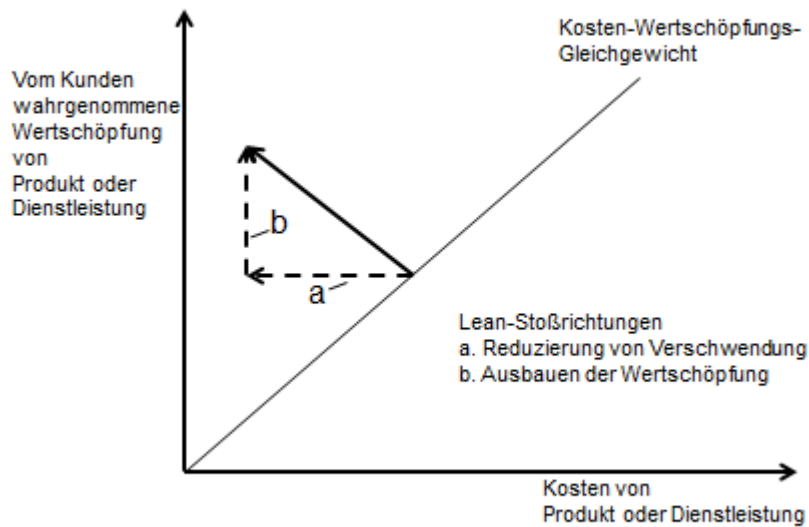 Kosten-Wertschöpfungs-
Gleichgewicht
Vom Kunden
wahrgenommene
Wertschöpfung
von
Produkt oder
Dienstleistung
b
a
Lean-Stoßrichtungen
a. Reduzierung von Verschwendung
b. Ausbauen der Wertschöpfung
Kosten von
Produkt oder Dienstleistung